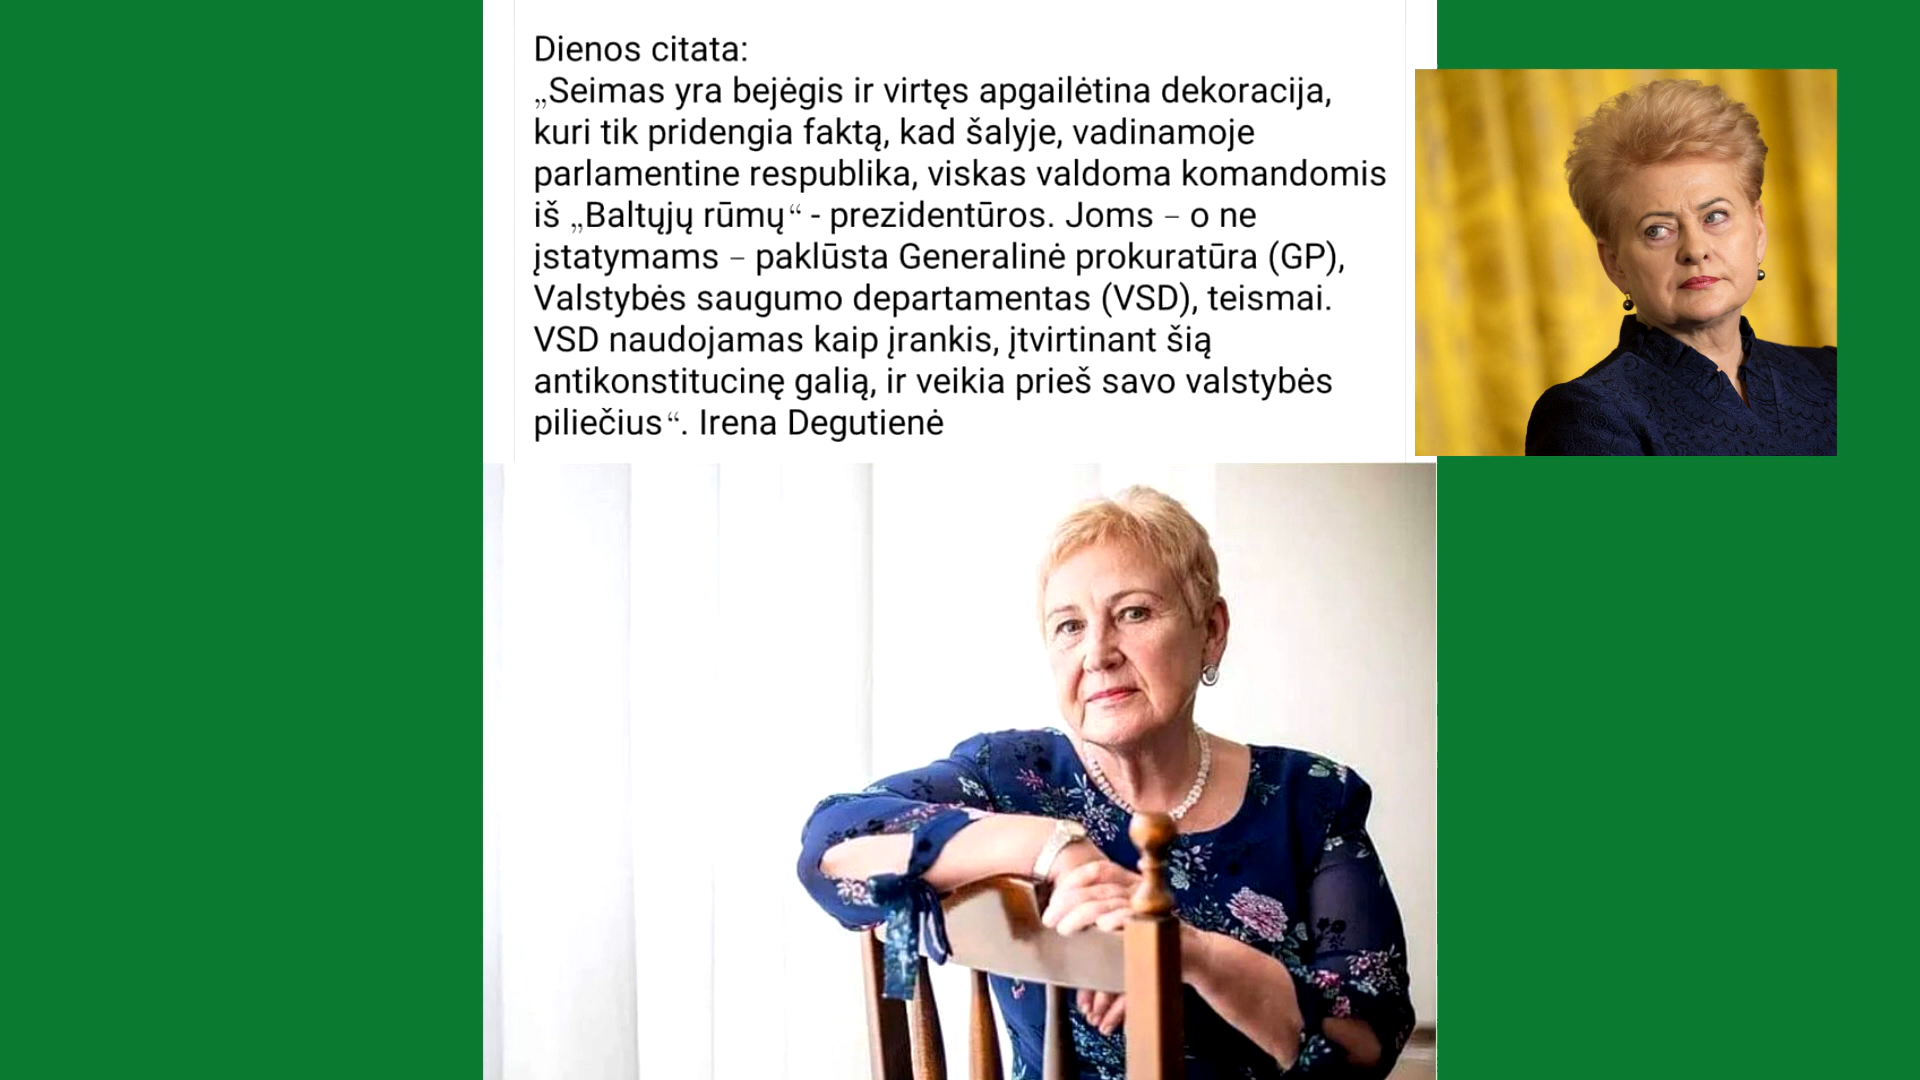 Dienos citata:
„Seimas yra bejėgis ir virtęs apgailėtina dekoracija,
kuri tik pridengia faktą, kad šalyje, vadinamoje
parlamentine respublika, viskas valdoma komandomis
iš „Baltųjų rūmų“ - prezidentūros. Joms – o ne
įstatymams – paklūsta Generalinė prokuratūra (GP),
Valstybės saugumo departamentas (VSD), teismai.
VSD naudojamas kaip įrankis, įtvirtinant šią
antikonstitucinę galią, ir veikia prieš savo valstybės
piliečius“. Irena Degutienė